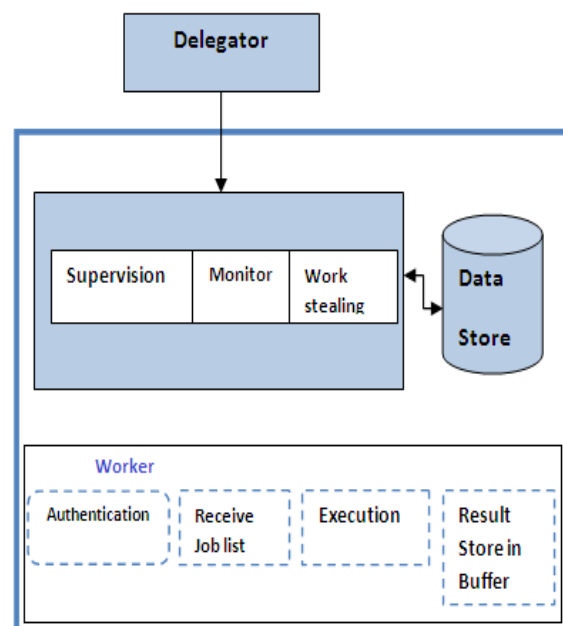 Delegator
Supervision
Monitor
Work
stealing
Data
Store
Worker
Authentication
Receive
Job list
Execution
Result
Store in
Buffer